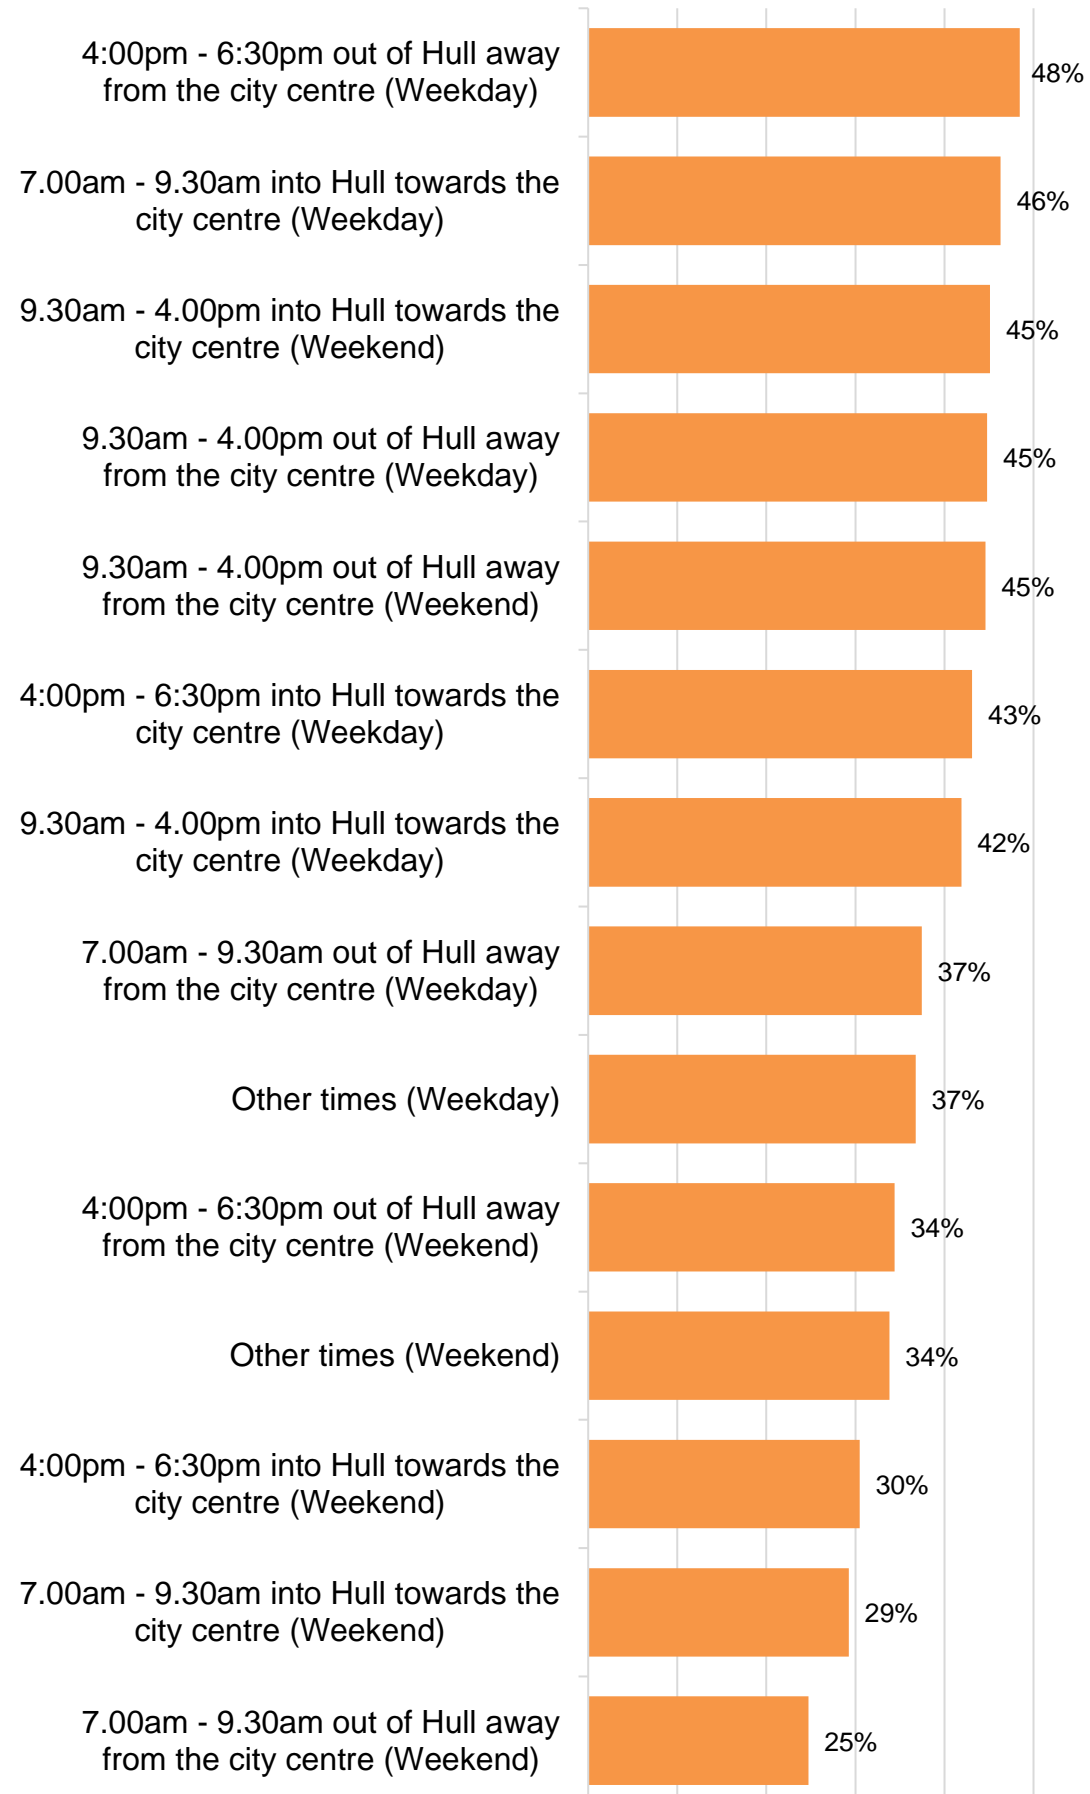 4:00pm - 6:30pm out of Hull away
from the city centre (Weekday)
48%
7.00am - 9.30am into Hull towards the
city centre (Weekday)
46%
9.30am - 4.00pm into Hull towards the
city centre (Weekend)
45%
9.30am - 4.00pm out of Hull away
from the city centre (Weekday)
45%
9.30am - 4.00pm out of Hull away
from the city centre (Weekend)
45%
4:00pm - 6:30pm into Hull towards the
city centre (Weekday)
43%
9.30am - 4.00pm into Hull towards the
city centre (Weekday)
42%
7.00am - 9.30am out of Hull away
from the city centre (Weekday)
37%
Other times (Weekday)
37%
4:00pm - 6:30pm out of Hull away
from the city centre (Weekend)
34%
Other times (Weekend)
34%
4:00pm - 6:30pm into Hull towards the
city centre (Weekend)
30%
7.00am - 9.30am into Hull towards the
city centre (Weekend)
29%
7.00am - 9.30am out of Hull away
from the city centre (Weekend)
25%